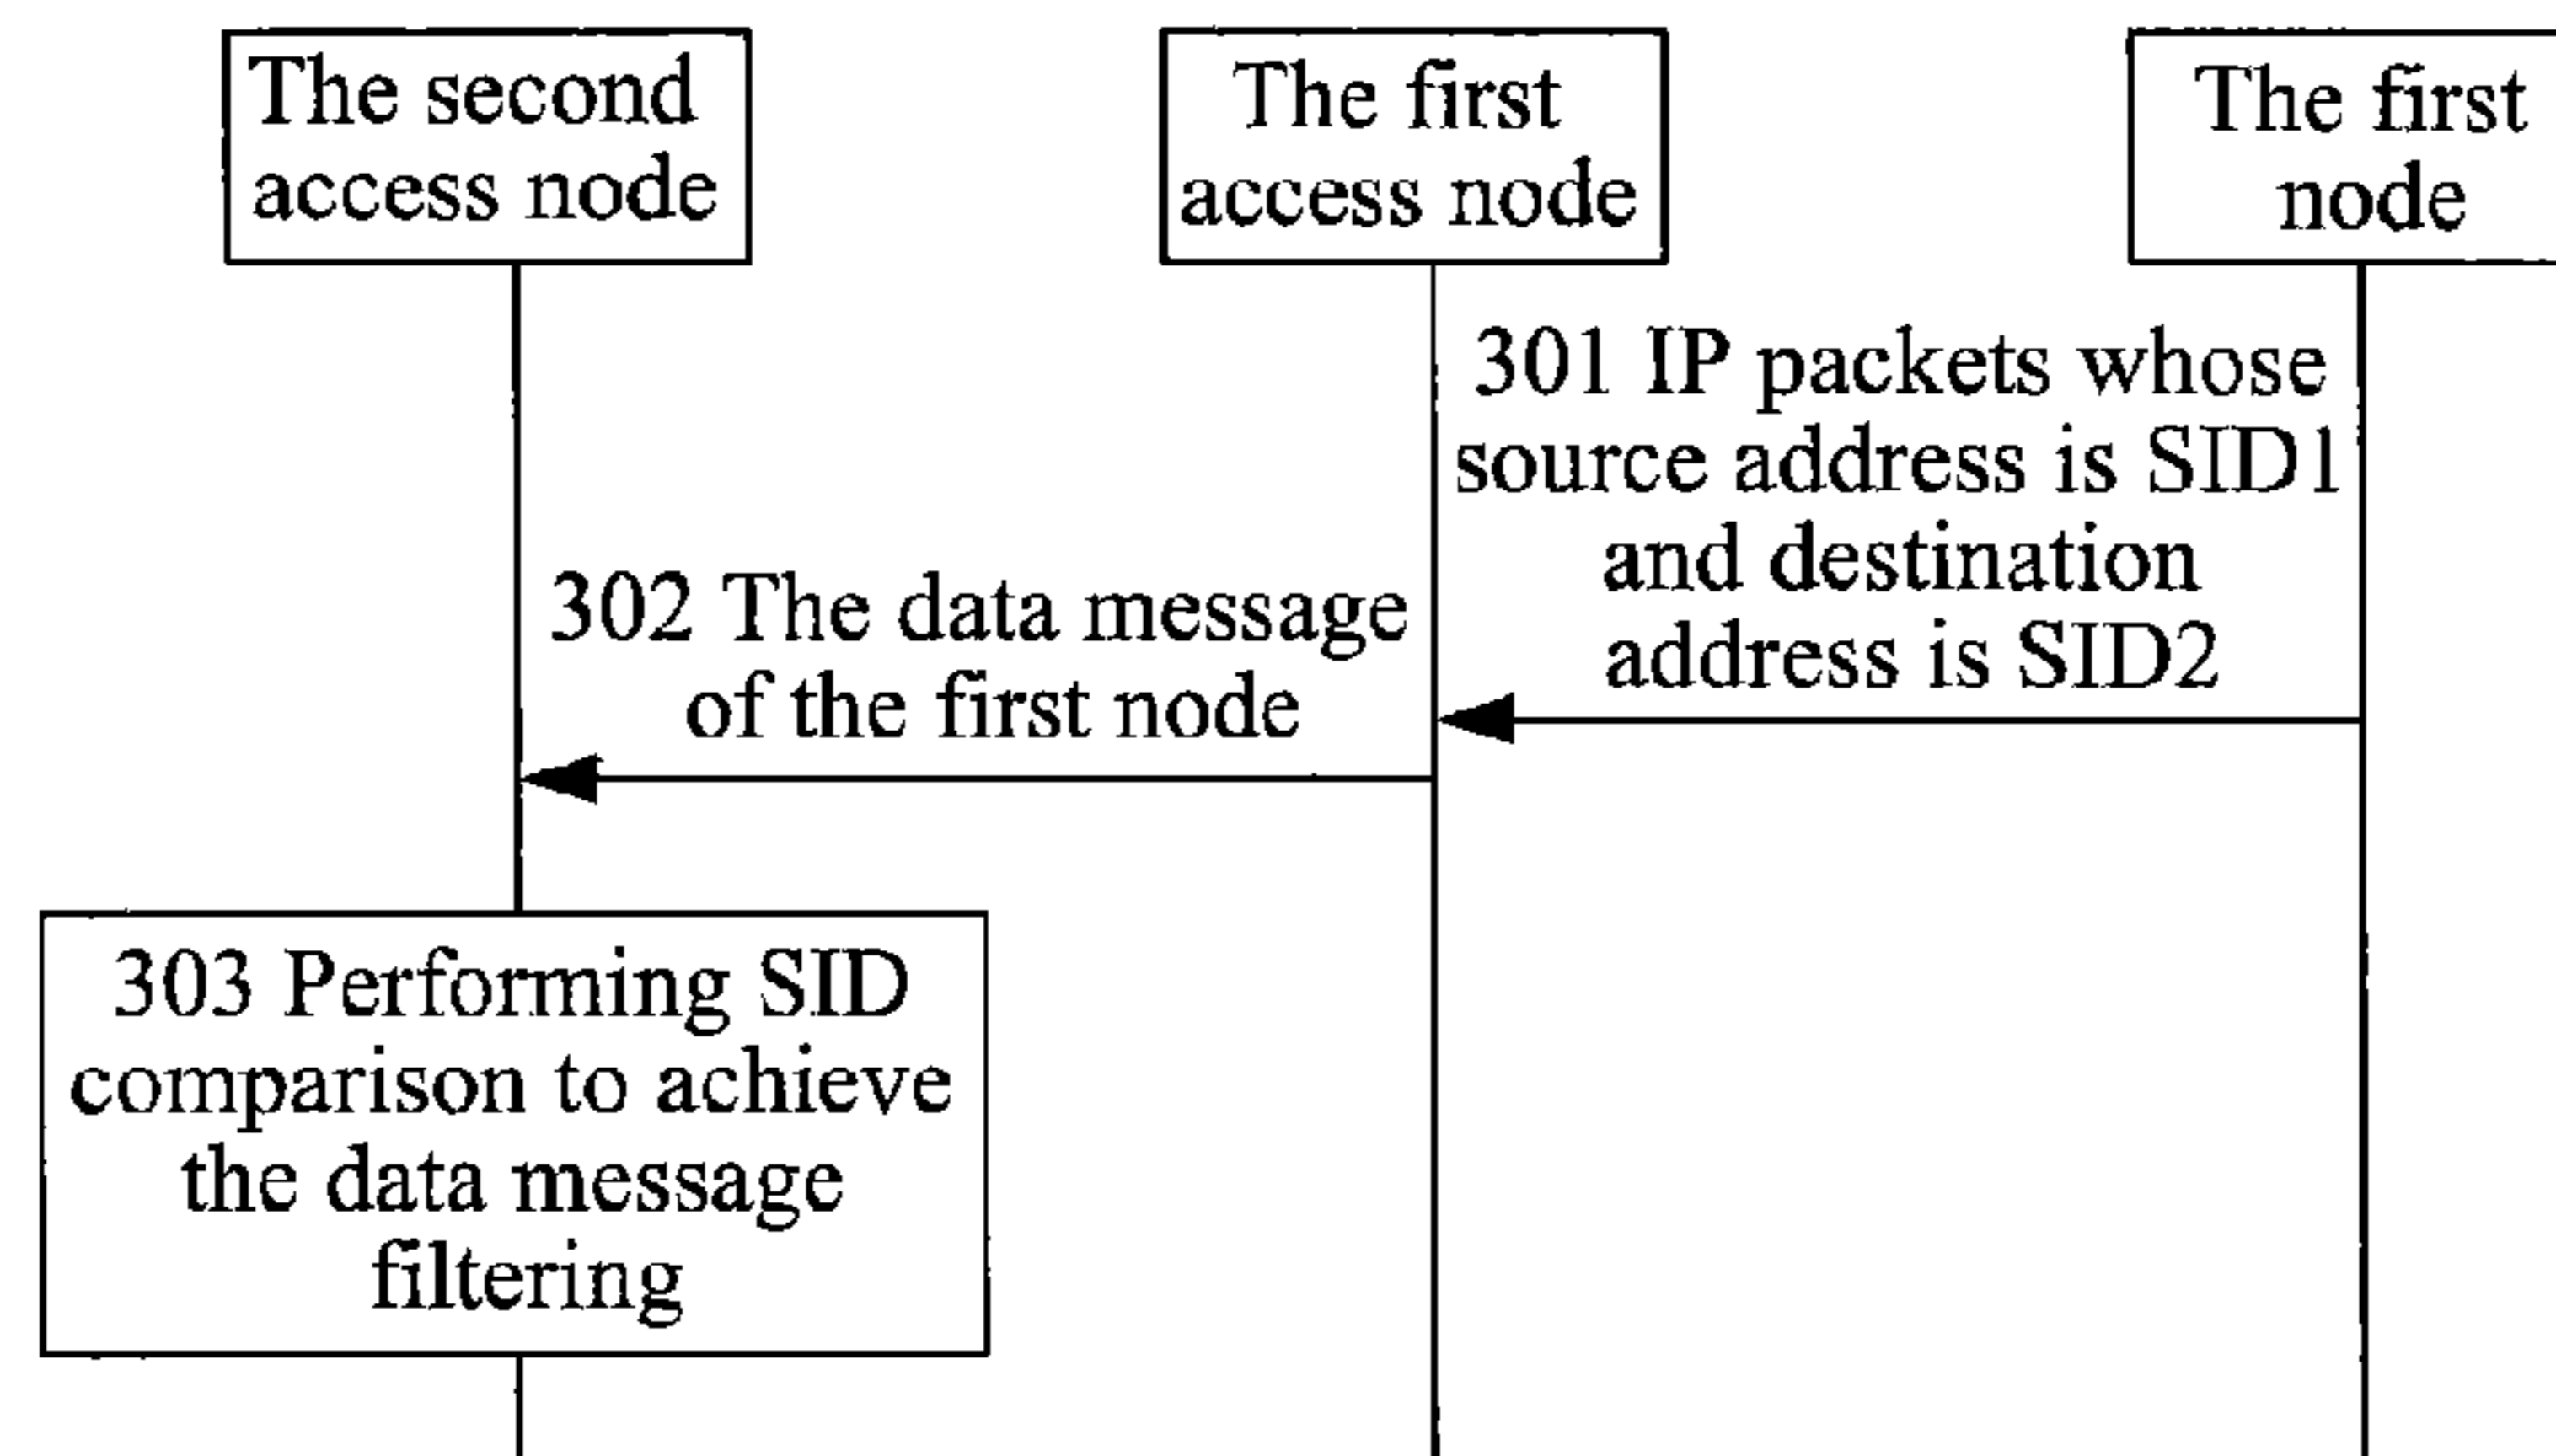 The second
access node
The first
access node
The first
node
301 IP packets whose
source address is SID1
and destination
address is SID2
302 The data message
of the first node
303 Performing SID
comparison to achieve
the data message
filtering